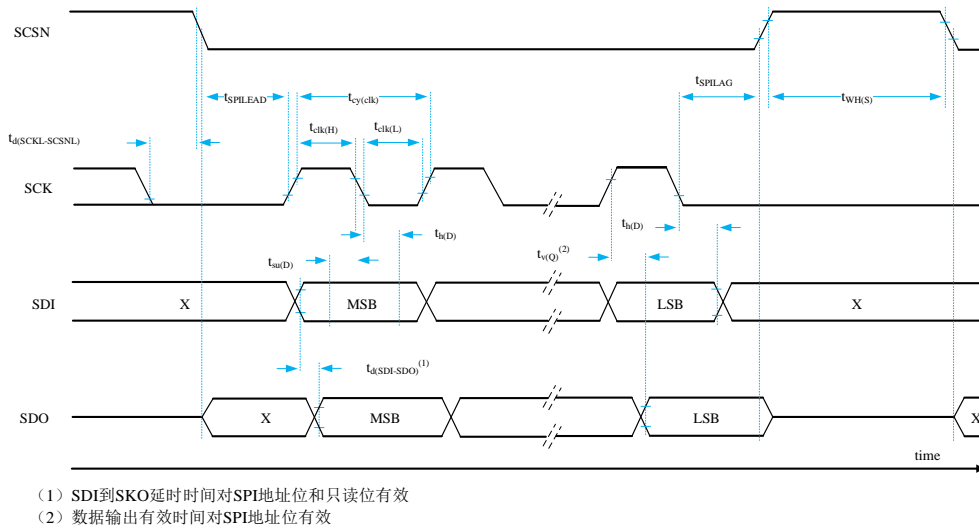 SCSN
tSPILEAD
tcy(clk)
tSPILAG
tWH(S)
tclk(H)
tclk(L)
td(SCKL-SCSNL)
SCK
th(D)
th(D)
tv(Q)(2)
tsu(D)
SDI
X
MSB
LSB
X
td(SDI-SDO)(1)
SDO
X
MSB
LSB
X
time
（1）SDI到SKO延时时间对SPI地址位和只读位有效
（2）数据输出有效时间对SPI地址位有效